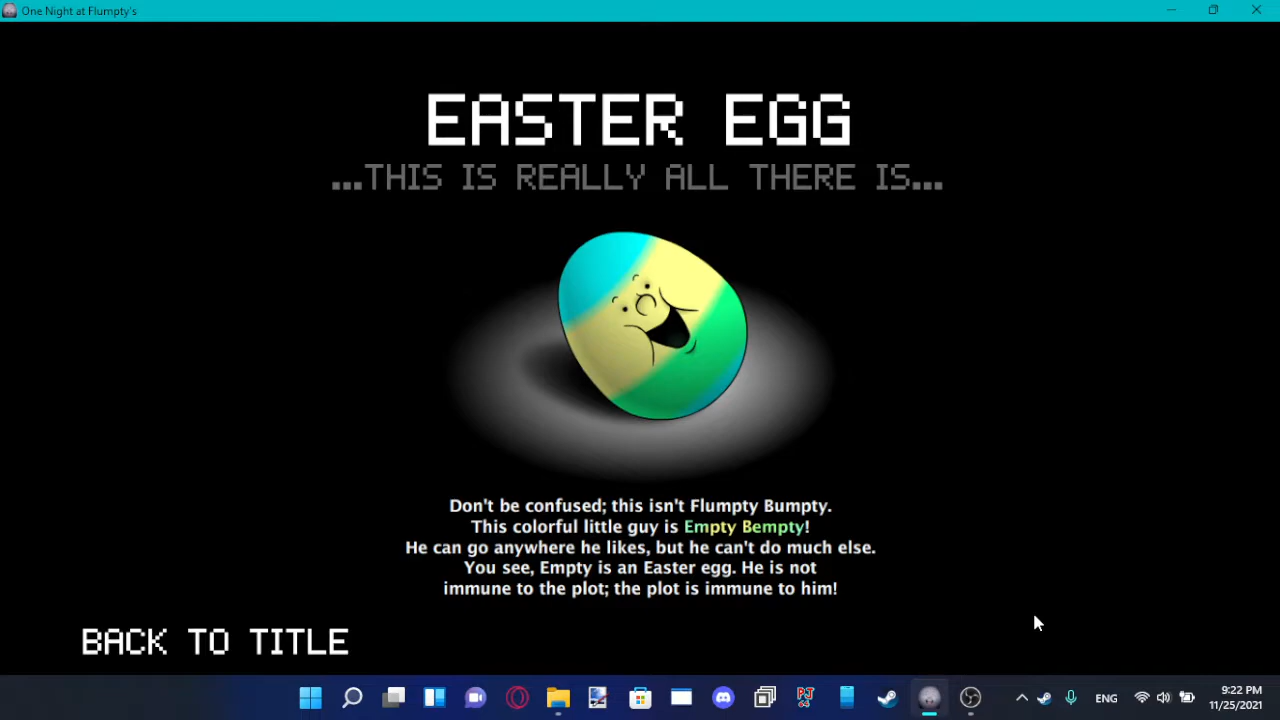 One Night at Flumpty's
EASTER EGG
...THIS IS REALLY ALL THERE IS...
Don't be confused; this isn't Flumpty Bumpty.
This colorful little guy is Empty Bempty!
He can go anywhere he likes, but he can't do much else.
You see, Empty is an Easter egg. He is not
immune to the plot; the plot is immune to him!
BACK TO TITLE
ENG
9:22 PM
11/25/2021